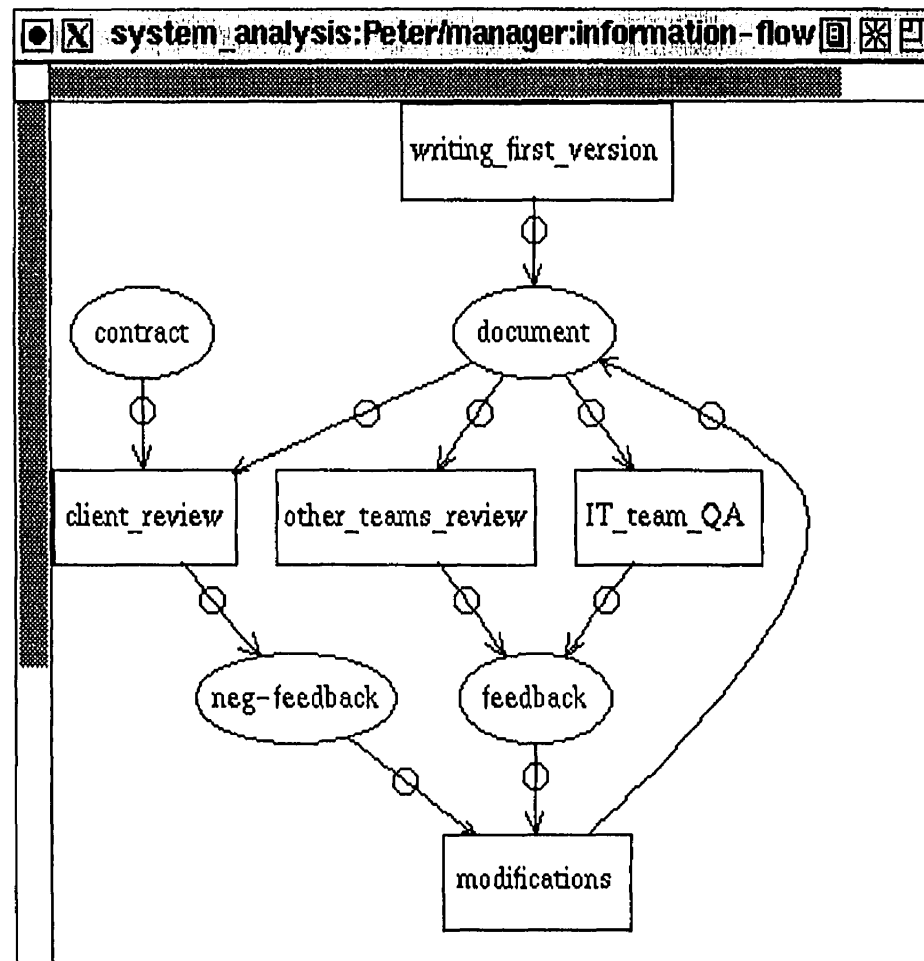 system_analysis:Peter/manager:information-flow
writing_first_version
contract
document
client_review
other_teams_review
IT_team_QA
neg-feedback
feedback
modifications